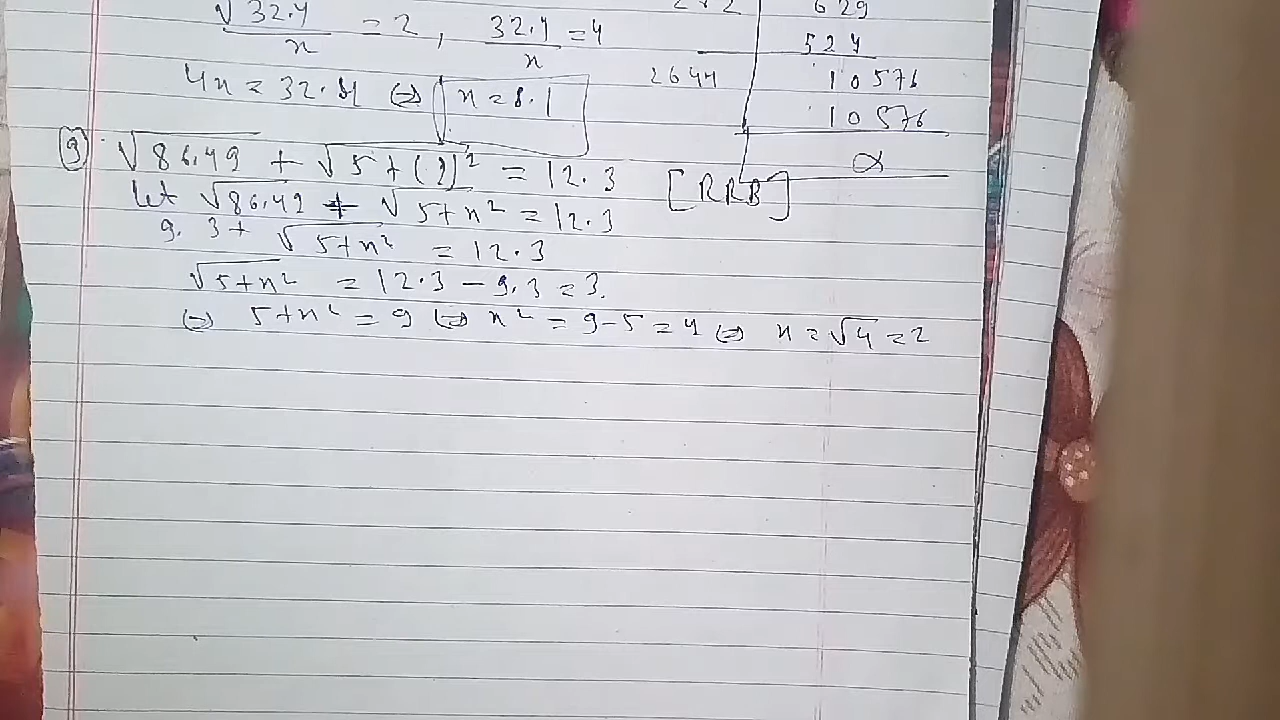 √32.4 / x = 2 , 32.4 / x = 4
4x = 32.4 ⇔ x = 8.1
629
524
2644 10576
10576
α
9) √86.49 + √5+(?)² = 12.3 [RRB]
let √86.49 + √5+x² = 12.3
9.3+ √5+x² = 12.3
√5+x² = 12.3 - 9.3 = 3.
⇔ 5+x² = 9 ⇔ x² = 9-5 = 4 ⇔ x = √4 = 2